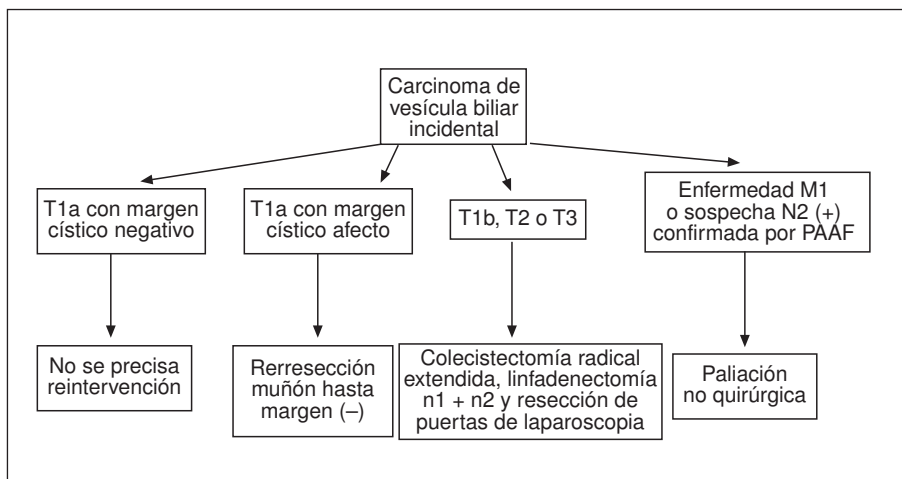 Carcinoma de
vesícula biliar
incidental
T1a con margen
cístico negativo
T1a con margen
cístico afecto
T1b, T2 o T3
Enfermedad M1
o sospecha N2 (+)
confirmada por PAAF
No se precisa
reintervención
Rerresección
muñón hasta
margen (–)
Colecistectomía radical
extendida, linfadenectomía
n1 + n2 y resección de
puertas de laparoscopia
Paliación
no quirúrgica